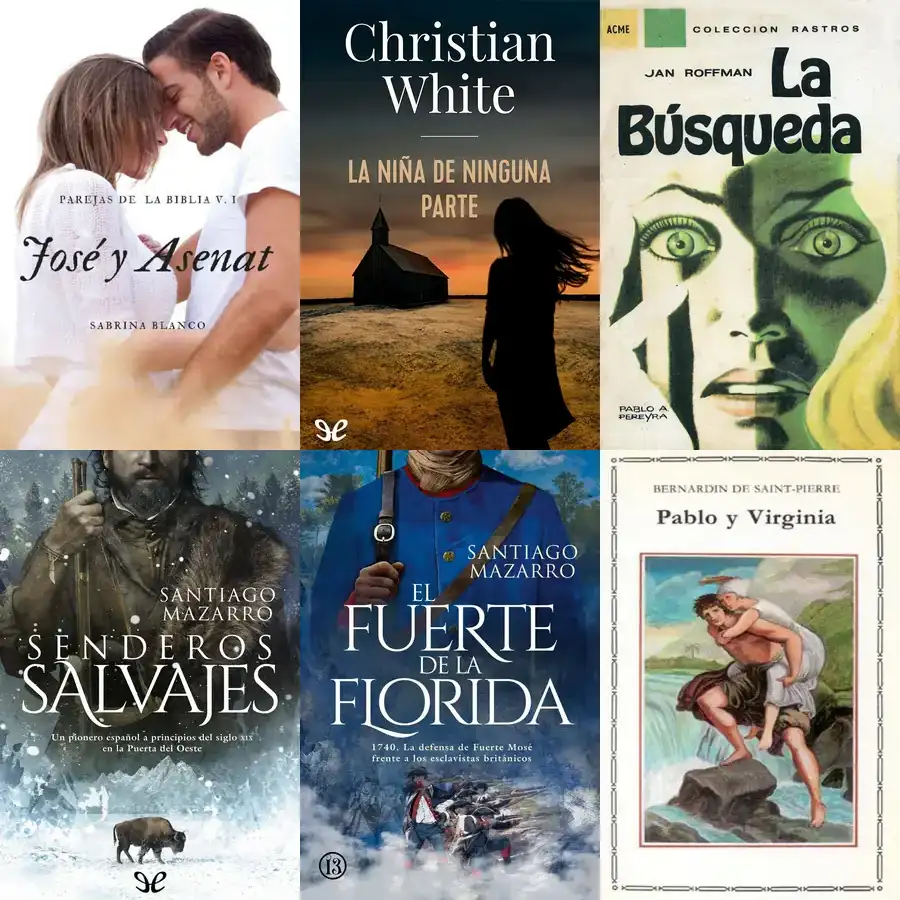 PAREJAS DE LA BIBLIA V. I
José y Asenat
SABRINA BLANCO
Christian
White
LA NIÑA DE NINGUNA
PARTE
ACME
COLECCION RASTROS
JAN ROFFMAN
La
Búsqueda
PABLO A.
PEREYRA
SANTIAGO
MAZARRO
SENDEROS
SALVAJES
Un pionero español a principios del siglo XIX
en la Puerta del Oeste
SANTIAGO
MAZARRO
EL
FUERTE
DE LA
FLORIDA
1740. La defensa de Fuerte Mosé
frente a los esclavistas británicos
13
BERNARDIN DE SAINT-PIERRE
Pablo y Virginia